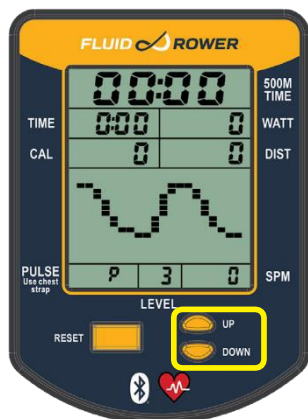 FLUID ROWER
00:00 500M TIME
TIME 0:00 0 WATT
CAL 0 0 DIST
PULSE Use chest strap P 3 0 SPM
LEVEL
RESET UP
DOWN